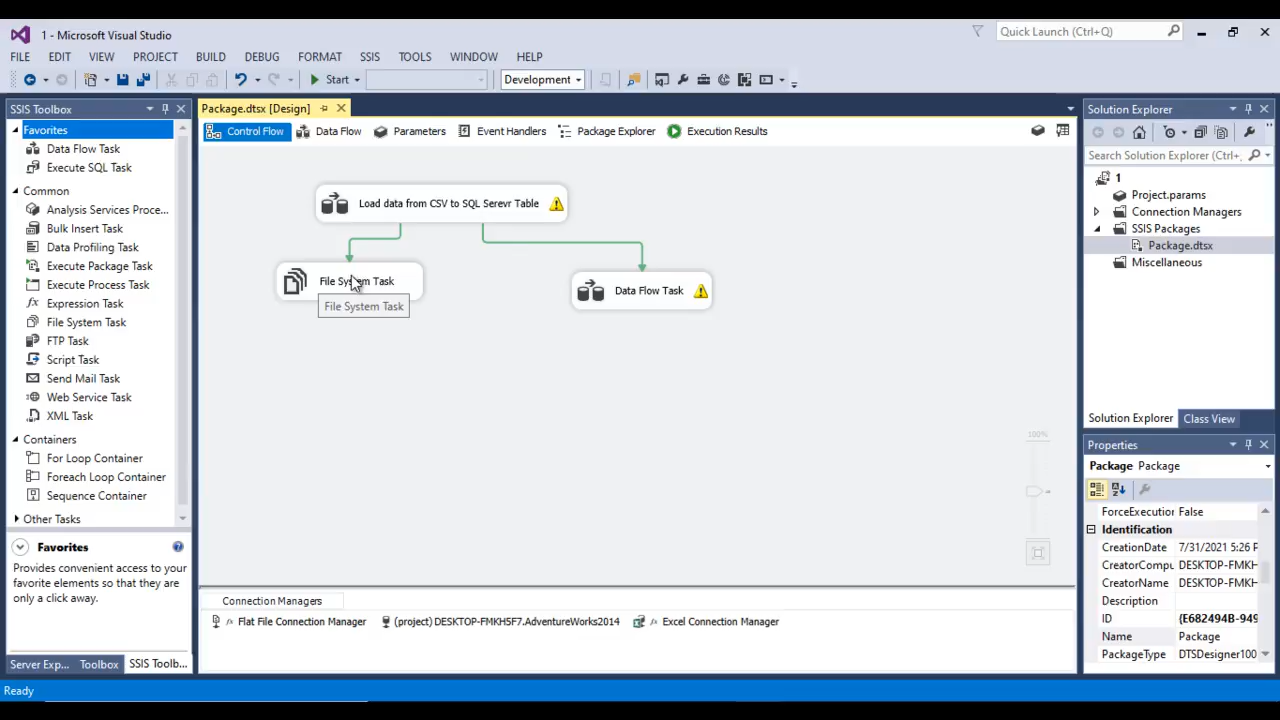 1 - Microsoft Visual Studio
Quick Launch (Ctrl+Q)
FILE EDIT VIEW PROJECT BUILD DEBUG FORMAT SSIS TOOLS WINDOW HELP
Start Development
SSIS Toolbox
Favorites
Data Flow Task
Execute SQL Task
Common
Analysis Services Proce...
Bulk Insert Task
Data Profiling Task
Execute Package Task
Execute Process Task
Expression Task
File System Task
FTP Task
Script Task
Send Mail Task
Web Service Task
XML Task
Containers
For Loop Container
Foreach Loop Container
Sequence Container
Other Tasks
Favorites
Provides convenient access to your
favorite elements so that they are
only a click away.
Server Exp... Toolbox SSIS Toolb...
Package.dtsx [Design]
Control Flow Data Flow Parameters Event Handlers Package Explorer Execution Results
Load data from CSV to SQL Serevr Table
File System Task
File System Task
Data Flow Task
100%
Connection Managers
Flat File Connection Manager (project) DESKTOP-FMKH5F7.AdventureWorks2014 Excel Connection Manager
Solution Explorer
Search Solution Explorer (Ctrl+;
1
Project.params
Connection Managers
SSIS Packages
Package.dtsx
Miscellaneous
Solution Explorer Class View
Properties
Package Package
ForceExecution False
Identification
CreationDate 7/31/2021 5:26 P
CreatorCompu DESKTOP-FMKH
CreatorName DESKTOP-FMKH
Description
ID {E682494B-949
Name Package
PackageType DTSDesigner100
Ready